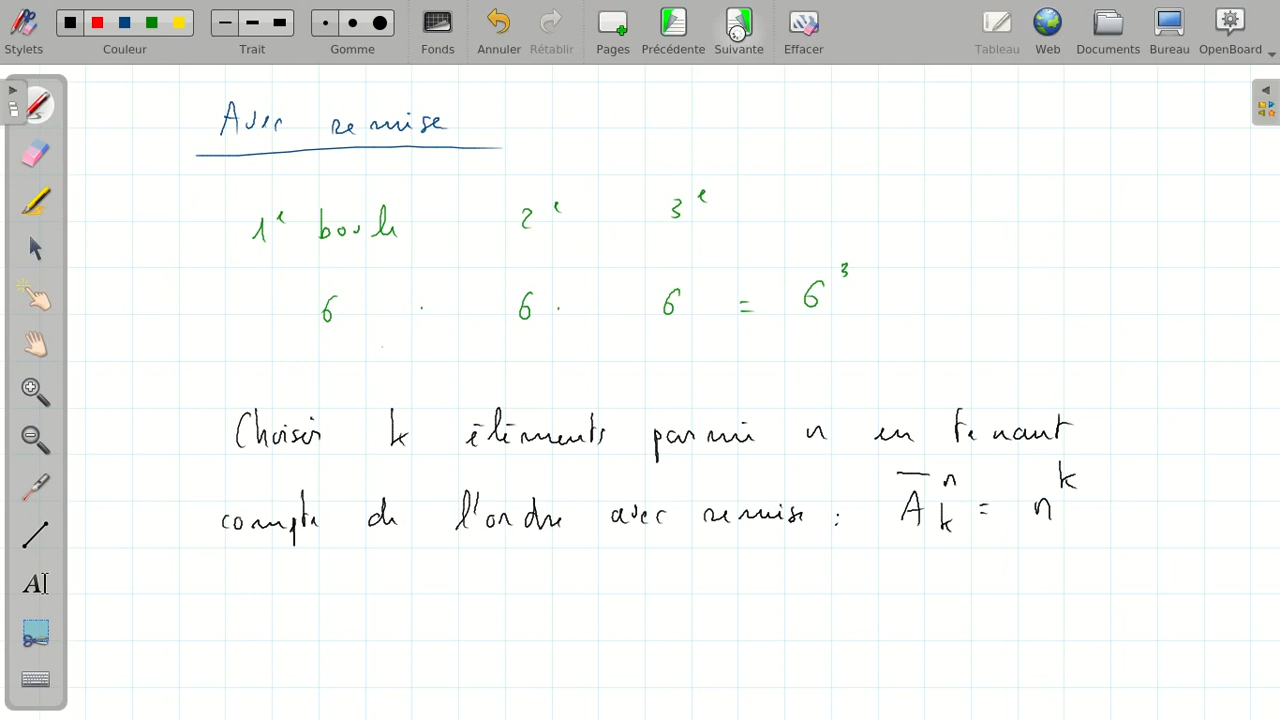 Stylets Couleur Trait Gomme Fonds Annuler Rétablir Pages Précédente Suivante Effacer Tableau Web Documents Bureau OpenBoard
Avec remise
1e boule 2e 3e
6 · 6 · 6 = 6³
Choisir k éléments parmi n en tenant
compte de l'ordre avec remise : A̅ⁿₖ = nᵏ
A